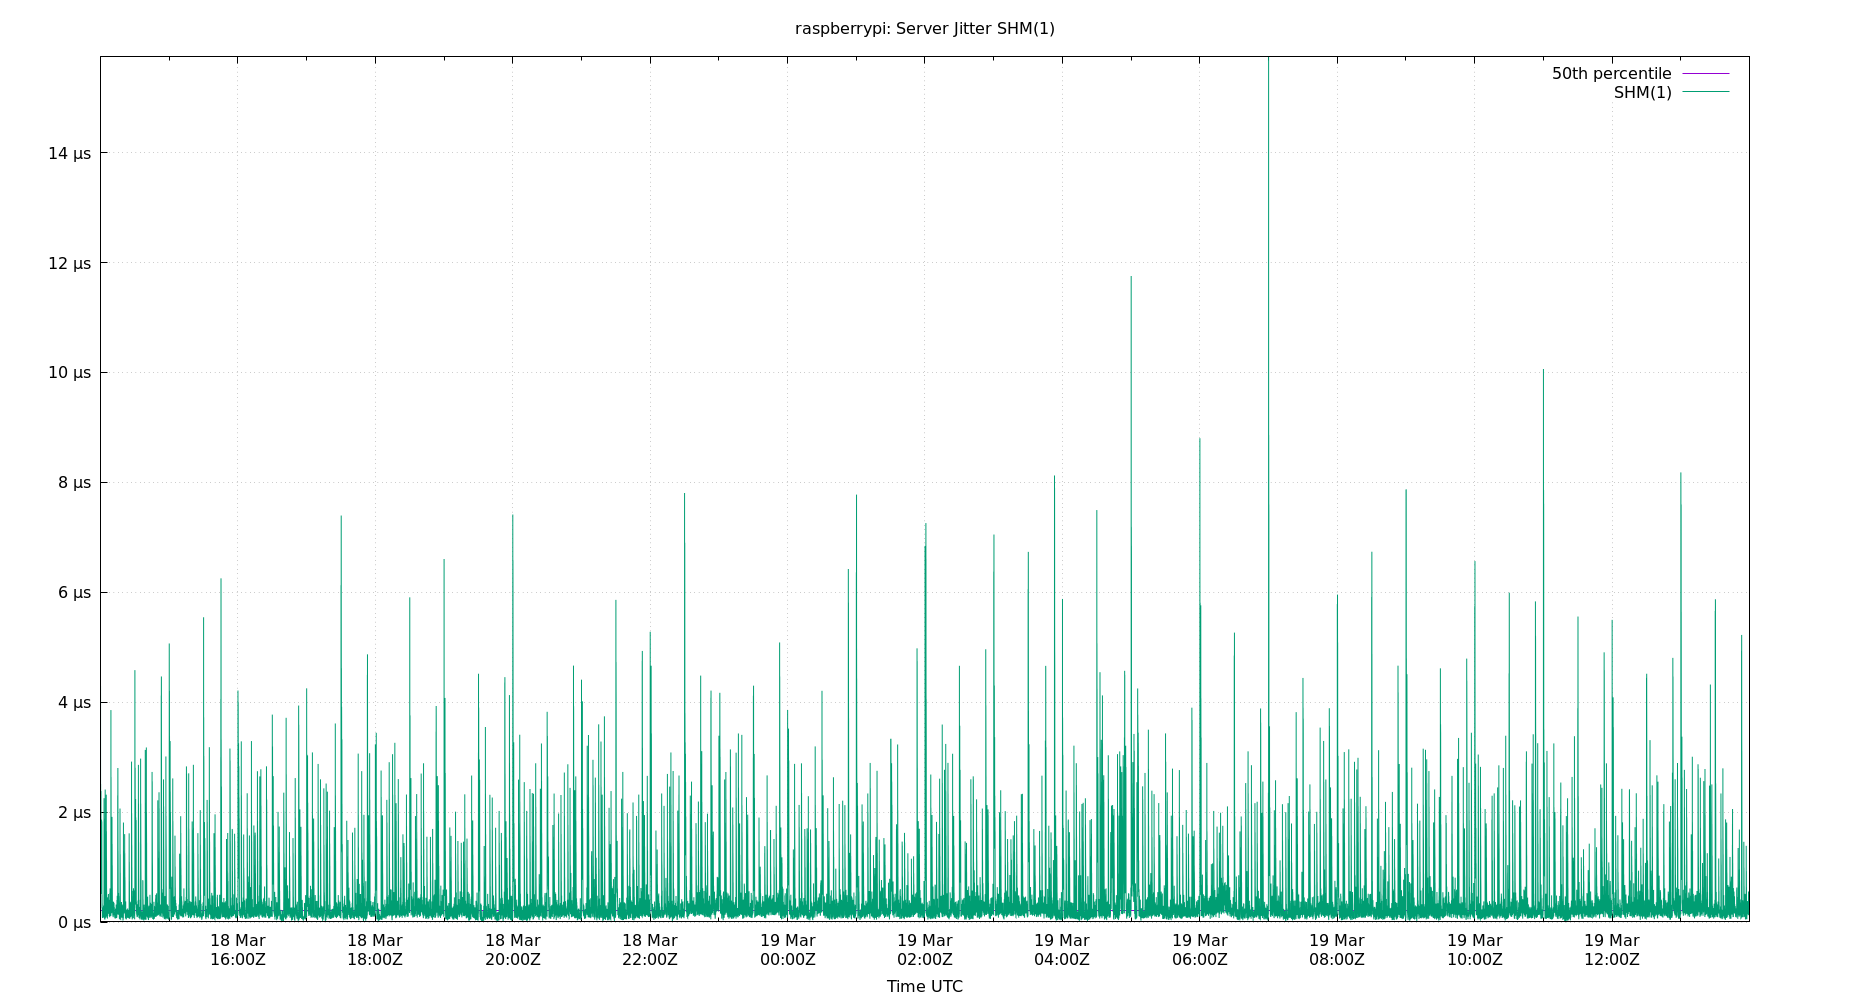 raspberrypi: Server Jitter SHM(1)
50th percentile
SHM(1)
14 μs
12 μs
10 μs
8 μs
6 μs
4 μs
2 μs
0 μs
18 Mar 18 Mar 18 Mar 18 Mar 19 Mar 19 Mar 19 Mar 19 Mar 19 Mar 19 Mar 19 Mar
16:00Z 18:00Z 20:00Z 22:00Z 00:00Z 02:00Z 04:00Z 06:00Z 08:00Z 10:00Z 12:00Z
Time UTC